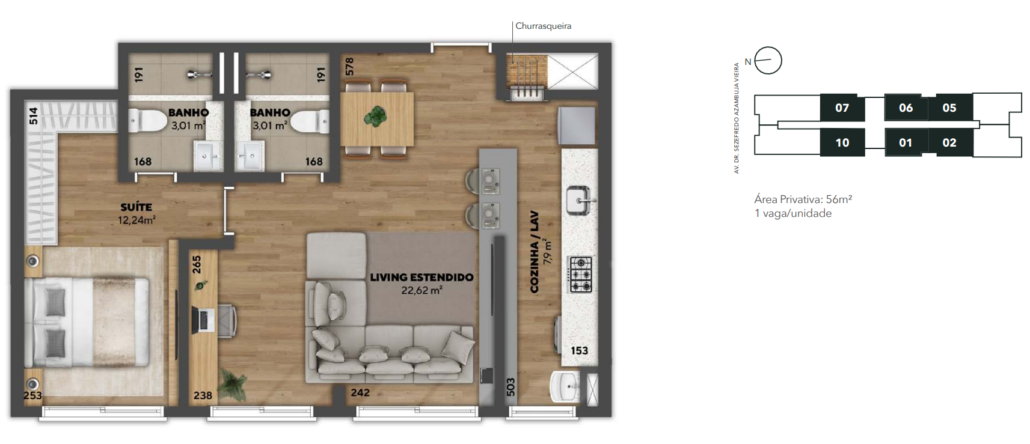 Churrasqueira
578
191
191
514
BANHO
3,01 m²
BANHO
3,01 m²
168
168
SUÍTE
12,24m²
265
LIVING ESTENDIDO
22,62 m²
COZINHA / LAV
7,9 m²
153
253
238
242
503
N
AV. DR. SEZEFREDO AZAMBUJA VIEIRA
07
06
05
10
01
02
Área Privativa: 56m²
1 vaga/unidade